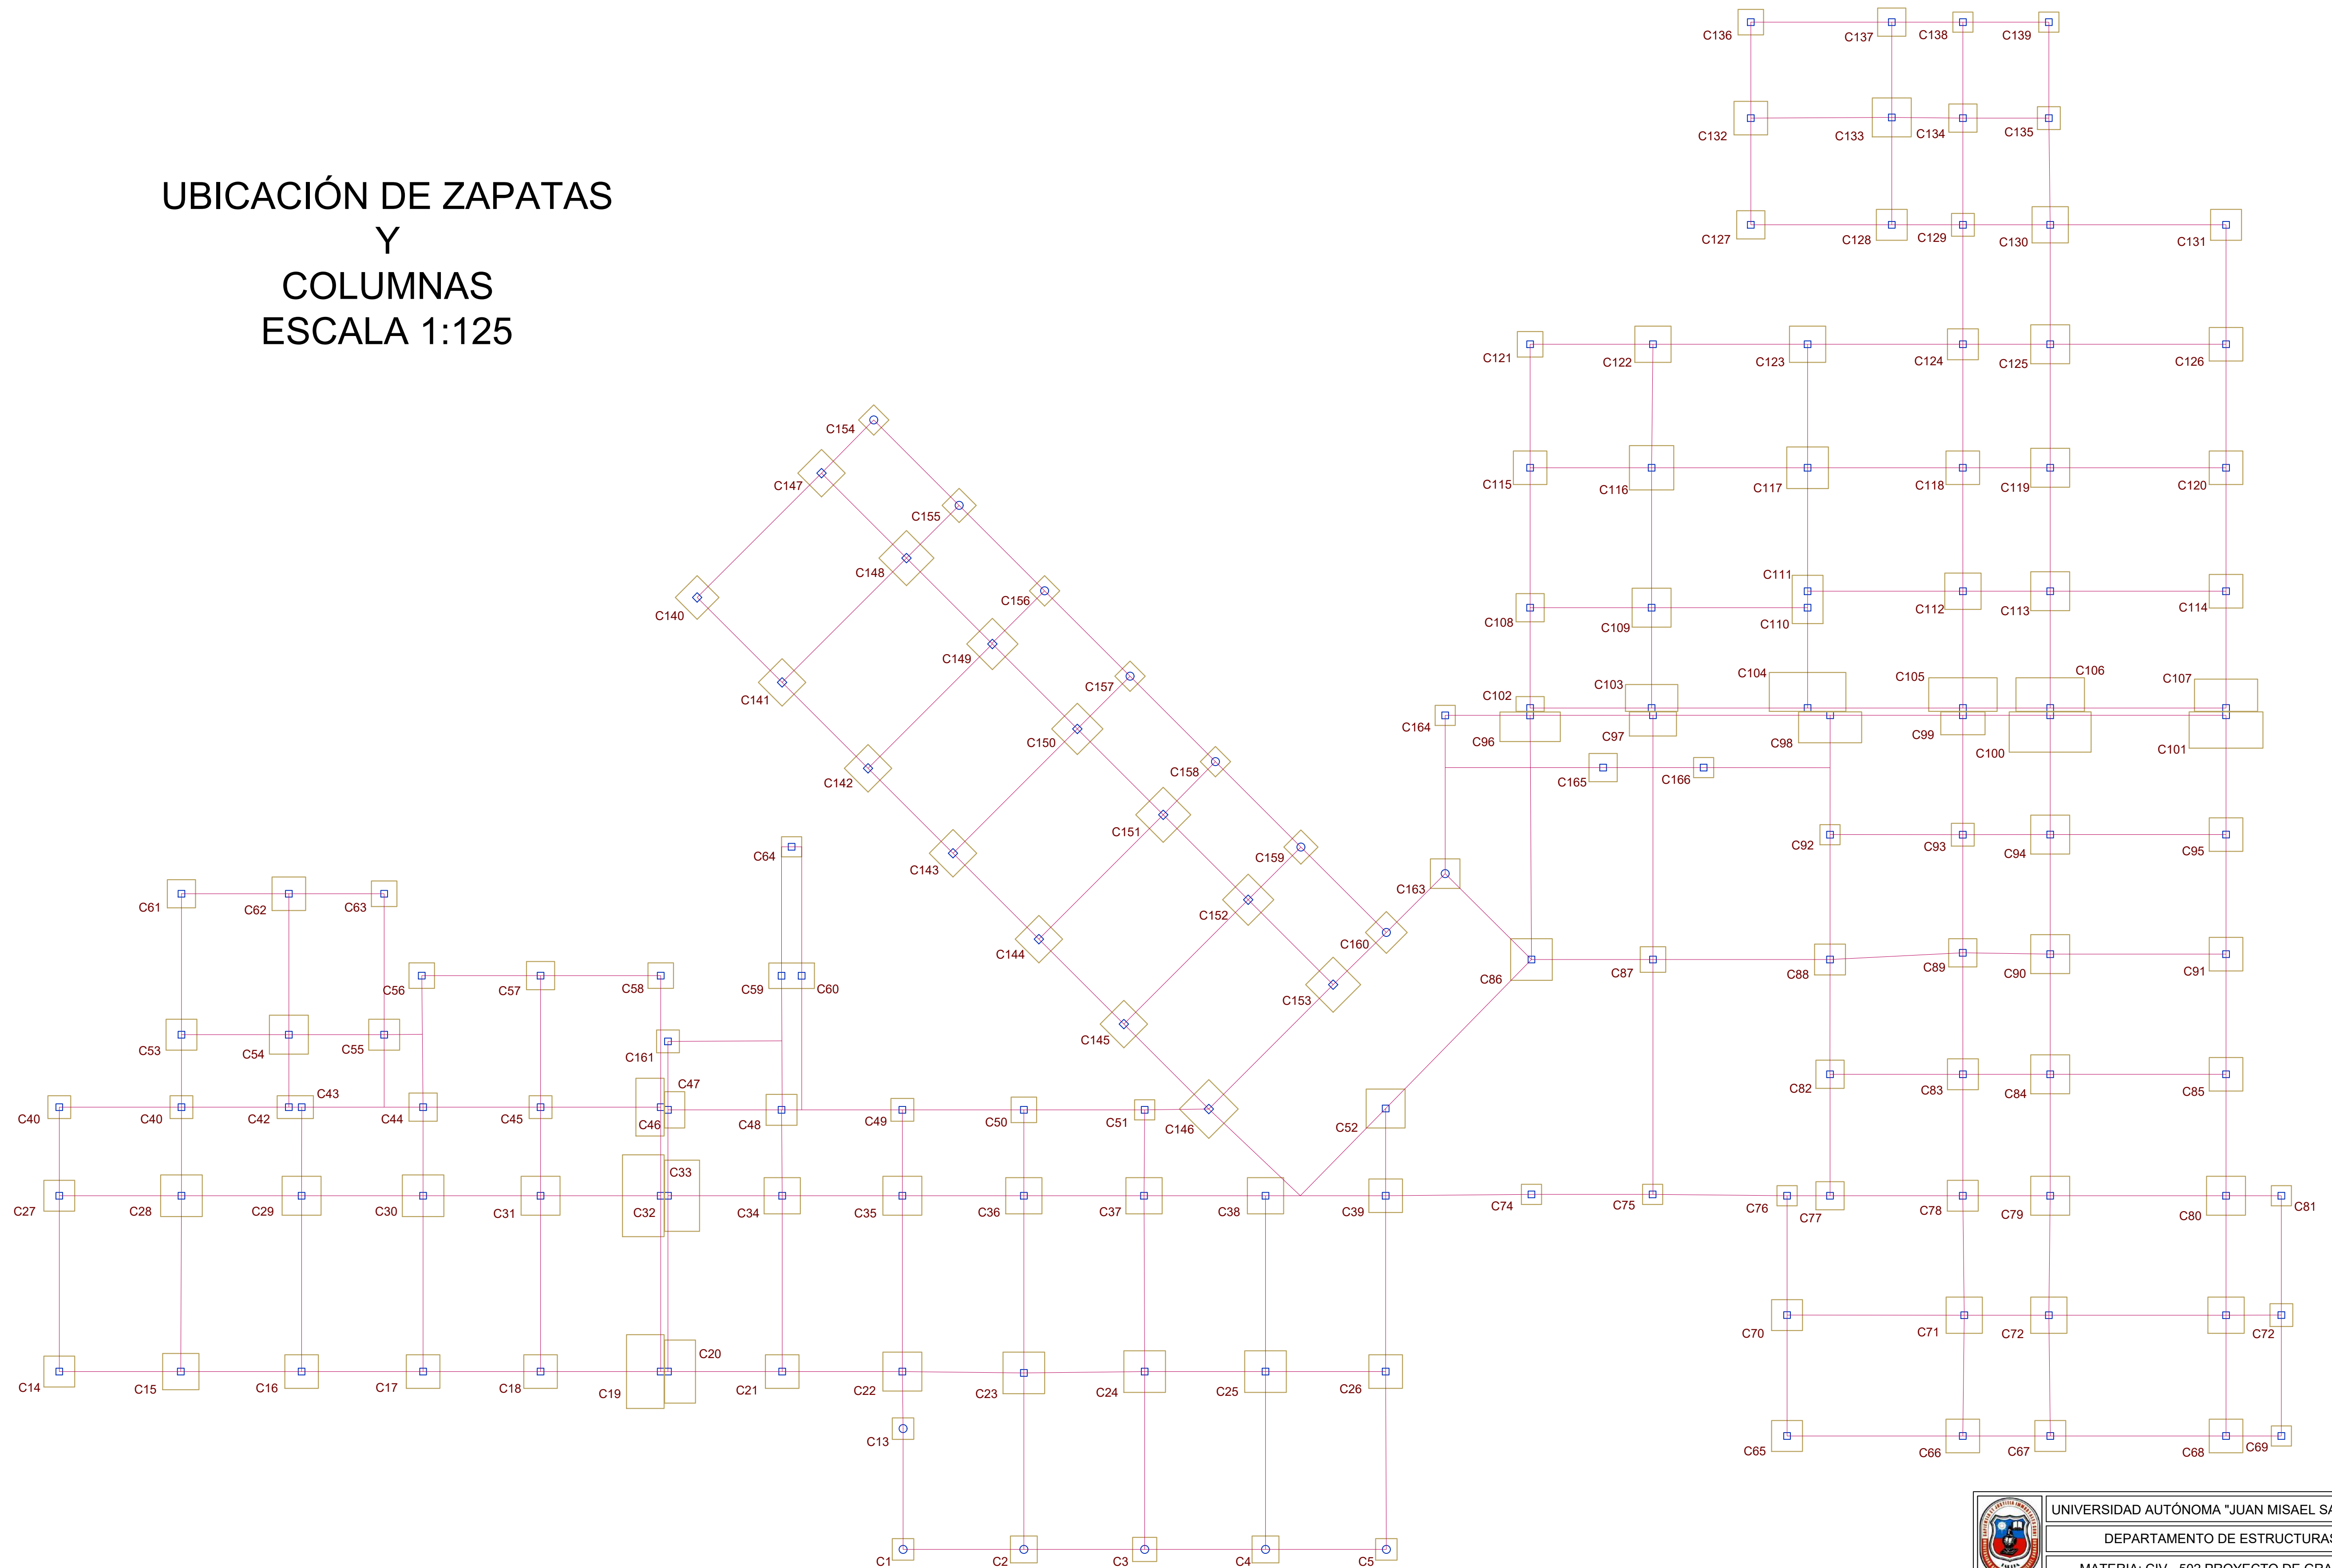 UBICACIÓN DE ZAPATAS
Y
COLUMNAS
ESCALA 1:125
C136 C137 C138 C139
C132 C133 C134 C135
C127 C128 C129 C130 C131
C121 C122 C123 C124 C125 C126
C154
C147
C115 C116 C117 C118 C119 C120
C155
C148
C111
C156
C140
C108 C109 C110 C112 C113 C114
C149
C141
C157
C102 C103 C104 C105 C106 C107
C164
C150
C96 C97 C98 C99 C100 C101
C142
C158
C165 C166
C151
C64
C143
C159
C92 C93 C94 C95
C163
C61 C62 C63
C152
C160
C144
C56 C57 C58 C59 C60
C153
C86 C87 C88 C89 C90 C91
C53 C54 C55
C161
C145
C47
C43
C82 C83 C84 C85
C40 C40 C42 C44 C45 C46 C48 C49 C50 C51 C146 C52
C33
C27 C28 C29 C30 C31 C32 C34 C35 C36 C37 C38 C39 C74 C75 C76 C77 C78 C79 C80 C81
C70 C71 C72 C72
C20
C14 C15 C16 C17 C18 C19 C21 C22 C23 C24 C25 C26
C13
C65 C66 C67 C68 C69
C1 C2 C3 C4 C5
UNIVERSIDAD AUTÓNOMA "JUAN MISAEL SA
DEPARTAMENTO DE ESTRUCTURAS
MATERIA: CIV - 502 PROYECTO DE GRA